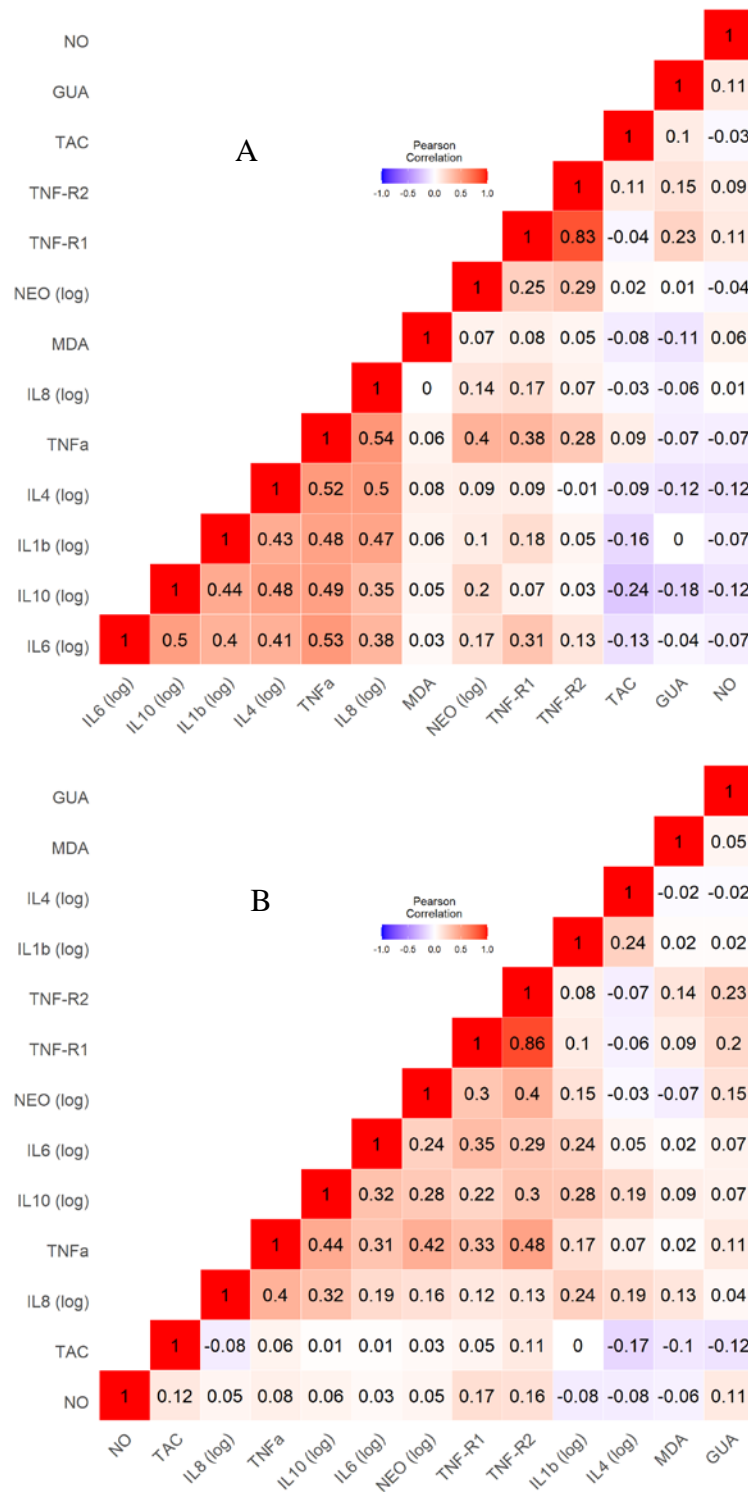 NO 1
GUA 1 0.11
A
Pearson
Correlation
-1.0 -0.5 0.0 0.5 1.0
TAC 1 0.1 -0.03
TNF-R2 1 0.11 0.15 0.09
TNF-R1 1 0.83 -0.04 0.23 0.11
NEO (log) 1 0.25 0.29 0.02 0.01 -0.04
MDA 1 0.07 0.08 0.05 -0.08 -0.11 0.06
IL8 (log) 1 0 0.14 0.17 0.07 -0.03 -0.06 0.01
TNFa 1 0.54 0.06 0.4 0.38 0.28 0.09 -0.07 -0.07
IL4 (log) 1 0.52 0.5 0.08 0.09 0.09 -0.01 -0.09 -0.12 -0.12
IL1b (log) 1 0.43 0.48 0.47 0.06 0.1 0.18 0.05 -0.16 0 -0.07
IL10 (log) 1 0.44 0.48 0.49 0.35 0.05 0.2 0.07 0.03 -0.24 -0.18 -0.12
IL6 (log) 1 0.5 0.4 0.41 0.53 0.38 0.03 0.17 0.31 0.13 -0.13 -0.04 -0.07
IL6 (log) IL10 (log) IL1b (log) IL4 (log) TNFa IL8 (log) MDA NEO (log) TNF-R1 TNF-R2 TAC GUA NO
GUA 1
MDA 1 0.05
B
Pearson
Correlation
-1.0 -0.5 0.0 0.5 1.0
IL4 (log) 1 -0.02 -0.02
IL1b (log) 1 0.24 0.02 0.02
TNF-R2 1 0.08 -0.07 0.14 0.23
TNF-R1 1 0.86 0.1 -0.06 0.09 0.2
NEO (log) 1 0.3 0.4 0.15 -0.03 -0.07 0.15
IL6 (log) 1 0.24 0.35 0.29 0.24 0.05 0.02 0.07
IL10 (log) 1 0.32 0.28 0.22 0.3 0.28 0.19 0.09 0.07
TNFa 1 0.44 0.31 0.42 0.33 0.48 0.17 0.07 0.02 0.11
IL8 (log) 1 0.4 0.32 0.19 0.16 0.12 0.13 0.24 0.19 0.13 0.04
TAC 1 -0.08 0.06 0.01 0.01 0.03 0.05 0.11 0 -0.17 -0.1 -0.12
NO 1 0.12 0.05 0.08 0.06 0.03 0.05 0.17 0.16 -0.08 -0.08 -0.06 0.11
NO TAC IL8 (log) TNFa IL10 (log) IL6 (log) NEO (log) TNF-R1 TNF-R2 IL1b (log) IL4 (log) MDA GUA